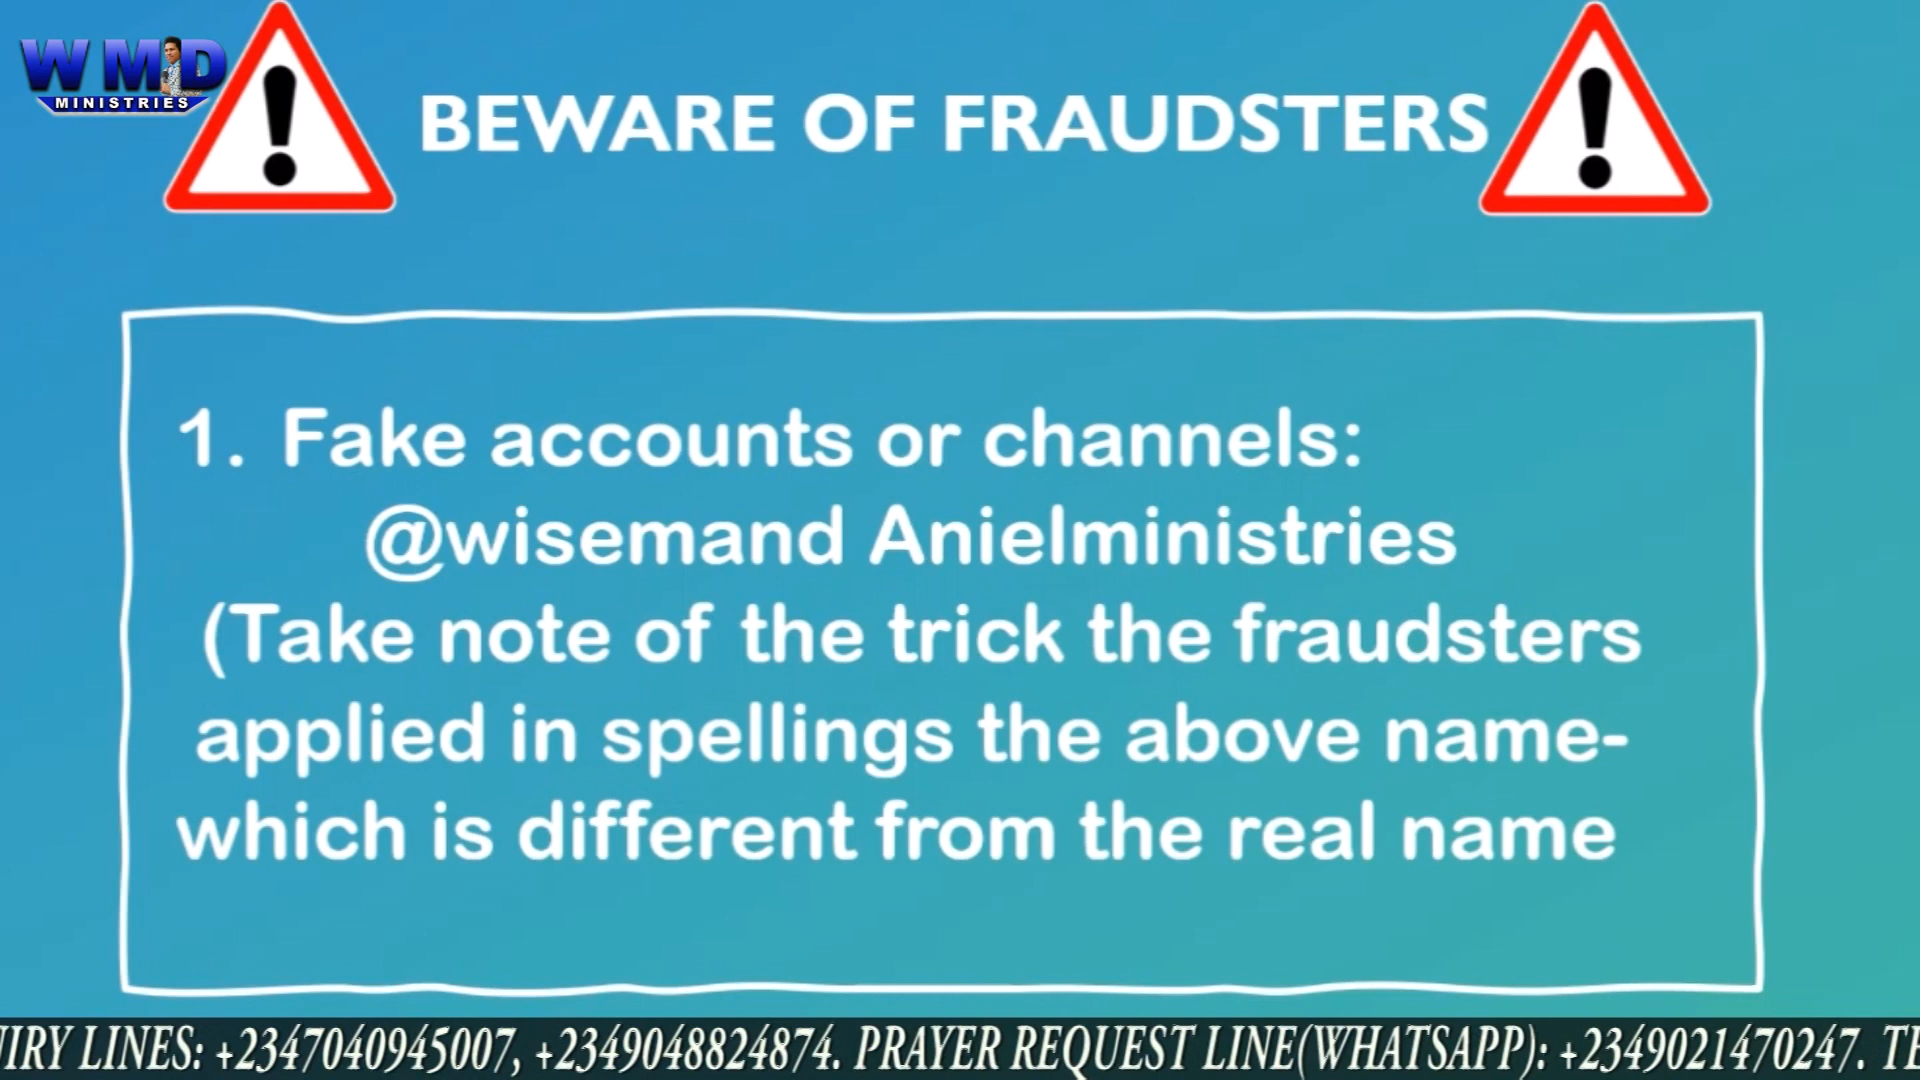 WMD
MINISTRIES
BEWARE OF FRAUDSTERS
1. Fake accounts or channels:
@wisemand Anielministries
(Take note of the trick the fraudsters
applied in spellings the above name-
which is different from the real name
UIRY LINES: +2347040945007, +2349048824874. PRAYER REQUEST LINE(WHATSAPP): +2349021470247. TE